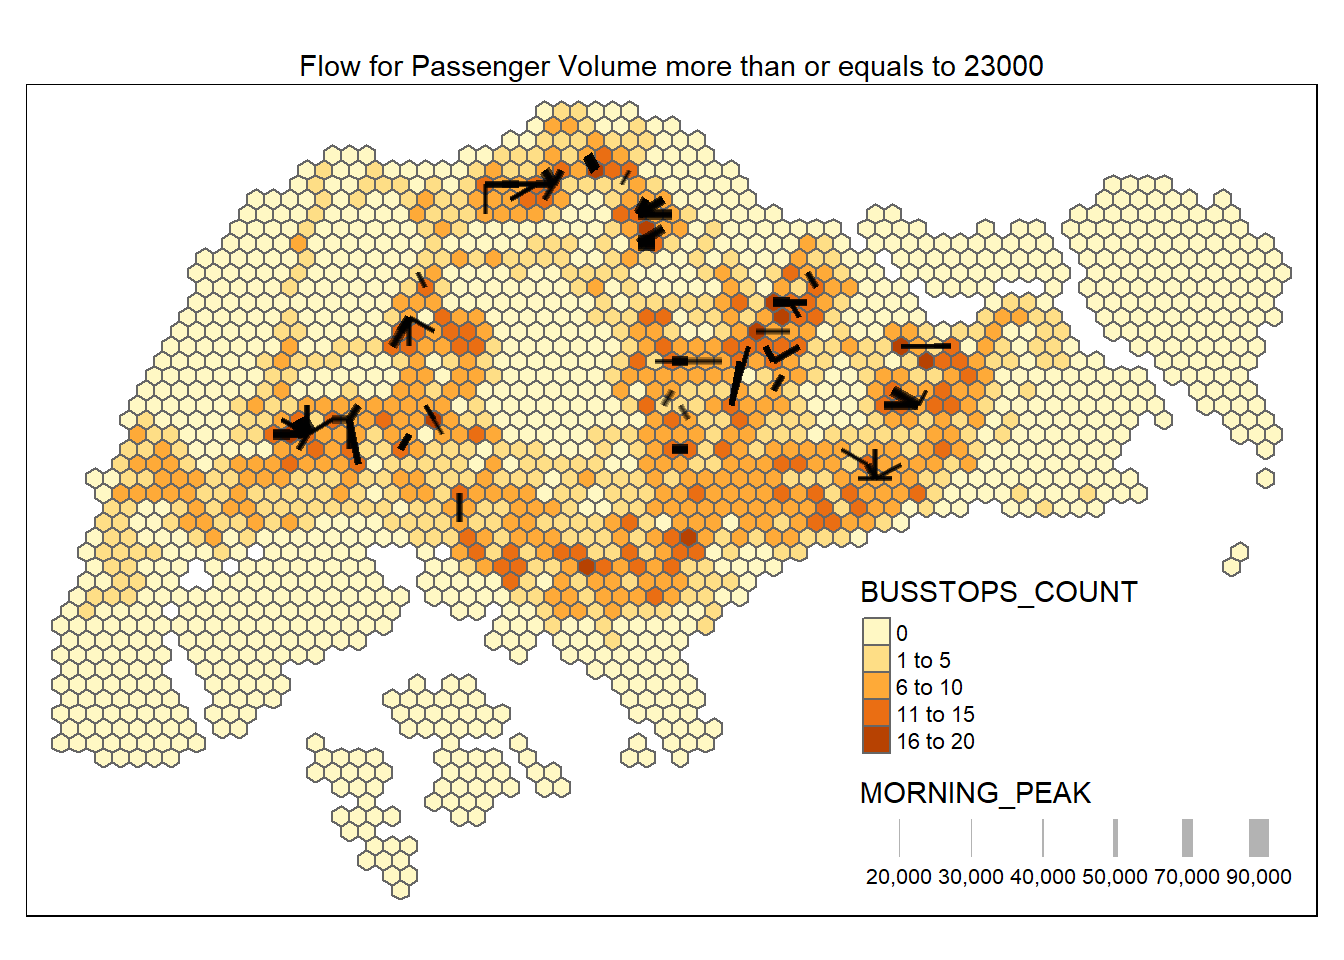 Flow for Passenger Volume more than or equals to 23000
BUSSTOPS_COUNT
0
1 to 5
6 to 10
11 to 15
16 to 20
MORNING_PEAK
20,000 30,000 40,000 50,000 70,000 90,000